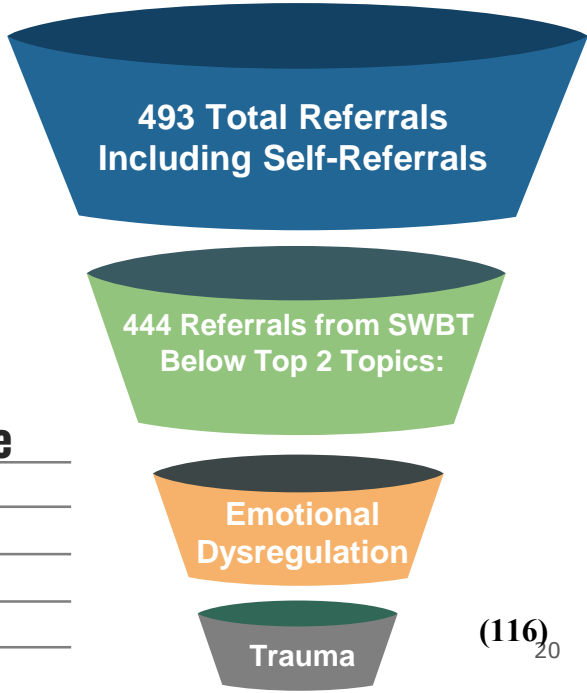 493 Total Referrals
Including Self-Referrals
444 Referrals from SWBT
Below Top 2 Topics:
e
Emotional
Dysregulation
Trauma
(116)
20